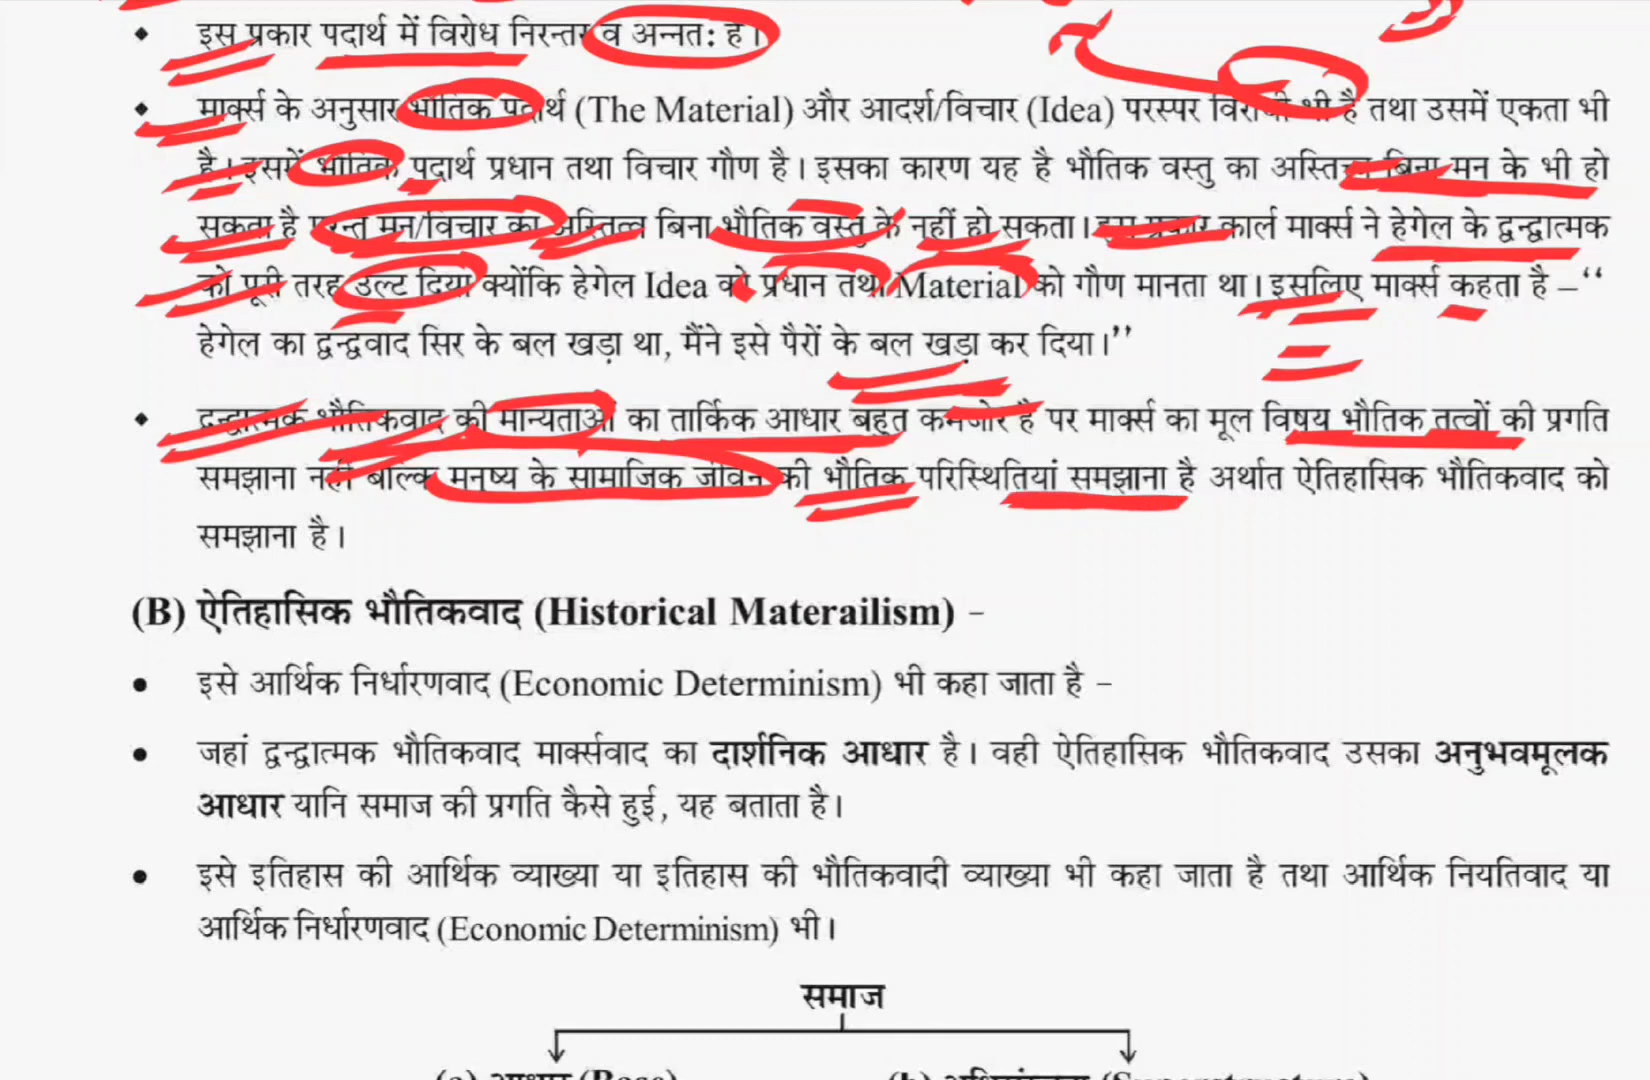 इस प्रकार पदार्थ में विरोध निरन्तर व अन्नत: है।
मार्क्स के अनुसार भौतिक पदार्थ (The Material) और आदर्श/विचार (Idea) परस्पर विरोधी भी है तथा उसमें एकता भी
है। इसमें भौतिक पदार्थ प्रधान तथा विचार गौण है। इसका कारण यह है भौतिक वस्तु का अस्तित्व बिना मन के भी हो
सकता है परन्तु मन/विचार का अस्तित्व बिना भौतिक वस्तु के नहीं हो सकता। इस प्रकार कार्ल मार्क्स ने हेगेल के द्वन्द्वात्मक
को पूरी तरह उल्ट दिया क्योंकि हेगेल Idea को प्रधान तथा Material को गौण मानता था। इसलिए मार्क्स कहता है –‘‘
हेगेल का द्वन्द्ववाद सिर के बल खड़ा था, मैंने इसे पैरों के बल खड़ा कर दिया।’’
द्वन्द्वात्मक भौतिकवाद की मान्यताओं का तार्किक आधार बहुत कमजोर है पर मार्क्स का मूल विषय भौतिक तत्वों की प्रगति
समझाना नहीं बल्कि मनुष्य के सामाजिक जीवन की भौतिक परिस्थितियां समझाना है अर्थात ऐतिहासिक भौतिकवाद को
समझाना है।
(B) ऐतिहासिक भौतिकवाद (Historical Materailism) –
इसे आर्थिक निर्धारणवाद (Economic Determinism) भी कहा जाता है –
जहां द्वन्द्वात्मक भौतिकवाद मार्क्सवाद का दार्शनिक आधार है। वही ऐतिहासिक भौतिकवाद उसका अनुभवमूलक
आधार यानि समाज की प्रगति कैसे हुई, यह बताता है।
इसे इतिहास की आर्थिक व्याख्या या इतिहास की भौतिकवादी व्याख्या भी कहा जाता है तथा आर्थिक नियतिवाद या
आर्थिक निर्धारणवाद (Economic Determinism) भी।
समाज
(a) आधार (Base) (b) अधिसंरचना (Superstructure)